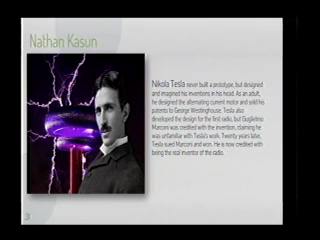 Nathan Kasun
Nikola Tesla never built a prototype, but designed
and imagined his inventions in his head. As an adult,
he designed the alternating current motor and sold his
patents to George Westinghouse. Tesla also
developed the design for the first radio, but Guglielmo
Marconi was credited with the invention, claiming he
was unfamiliar with Tesla's work. Twenty years later,
Tesla sued Marconi and won. He is now credited with
being the real inventor of the radio.
3